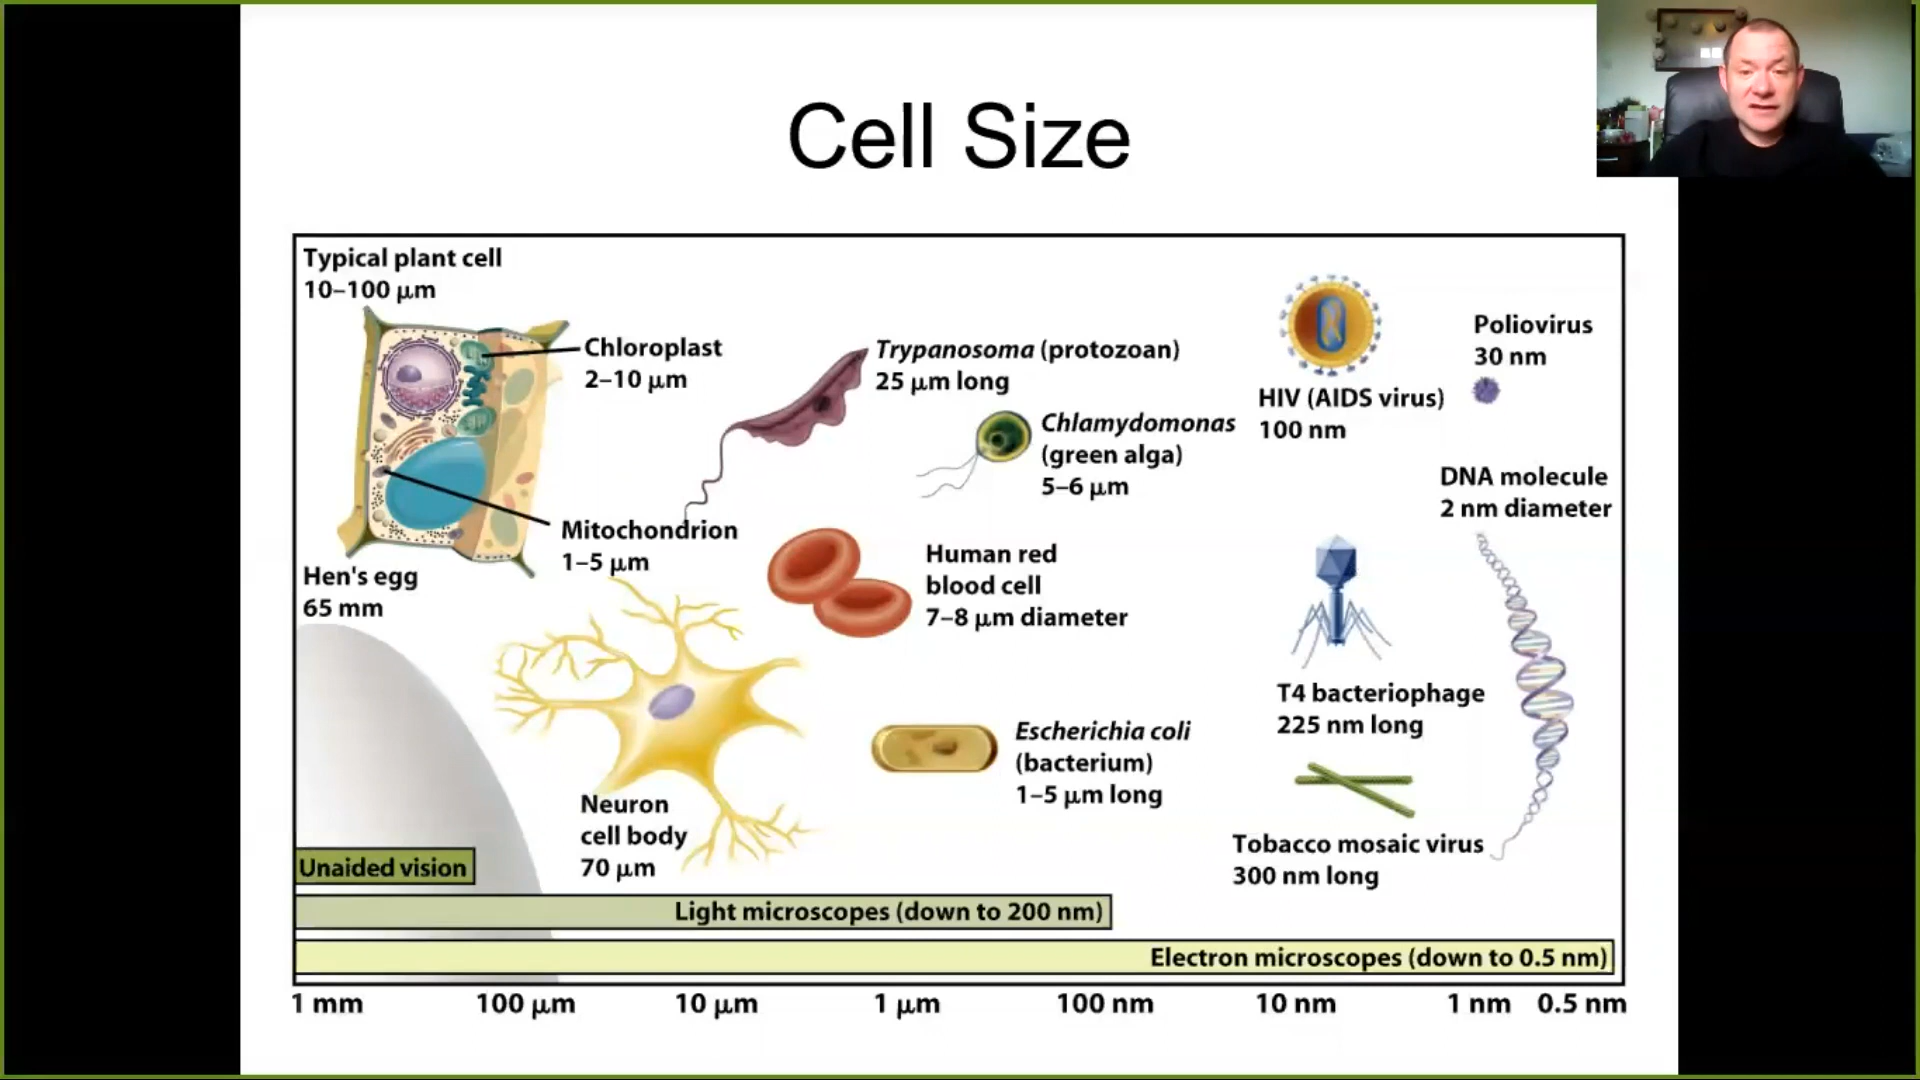 Cell Size
Typical plant cell
10–100 μm
Chloroplast
2–10 μm
Mitochondrion
1–5 μm
Hen's egg
65 mm
Trypanosoma (protozoan)
25 μm long
Chlamydomonas
(green alga)
5–6 μm
Human red
blood cell
7–8 μm diameter
Neuron
cell body
70 μm
Escherichia coli
(bacterium)
1–5 μm long
HIV (AIDS virus)
100 nm
Poliovirus
30 nm
DNA molecule
2 nm diameter
T4 bacteriophage
225 nm long
Tobacco mosaic virus
300 nm long
Unaided vision
Light microscopes (down to 200 nm)
Electron microscopes (down to 0.5 nm)
1 mm 100 μm 10 μm 1 μm 100 nm 10 nm 1 nm 0.5 nm